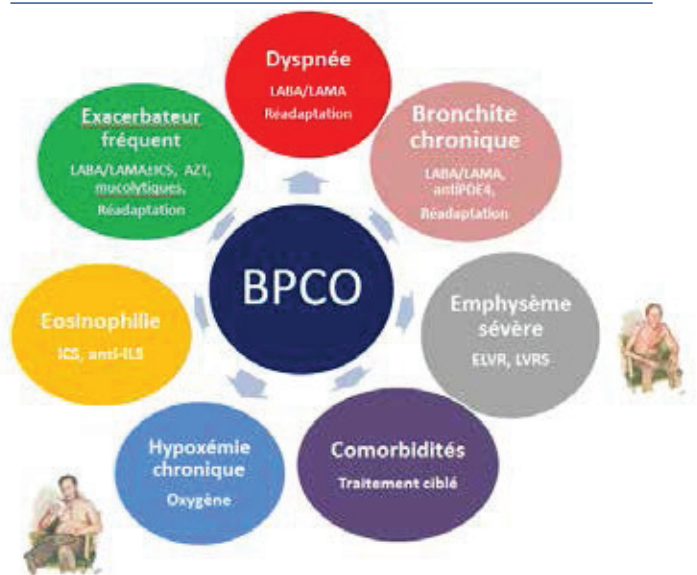 Dyspnée
LABA/LAMA
Réadaptation
Bronchite
chronique
LABA/LAMA,
antiPDE4,
Réadaptation
Emphysème
sévère
ELVR, LVRS
Comorbidités
Traitement ciblé
Hypoxémie
chronique
Oxygène
Eosinophilie
ICS, anti-IL5
Exacerbateur
fréquent
LABA/LAMA±ICS, AZT,
mucolytiques,
Réadaptation
BPCO